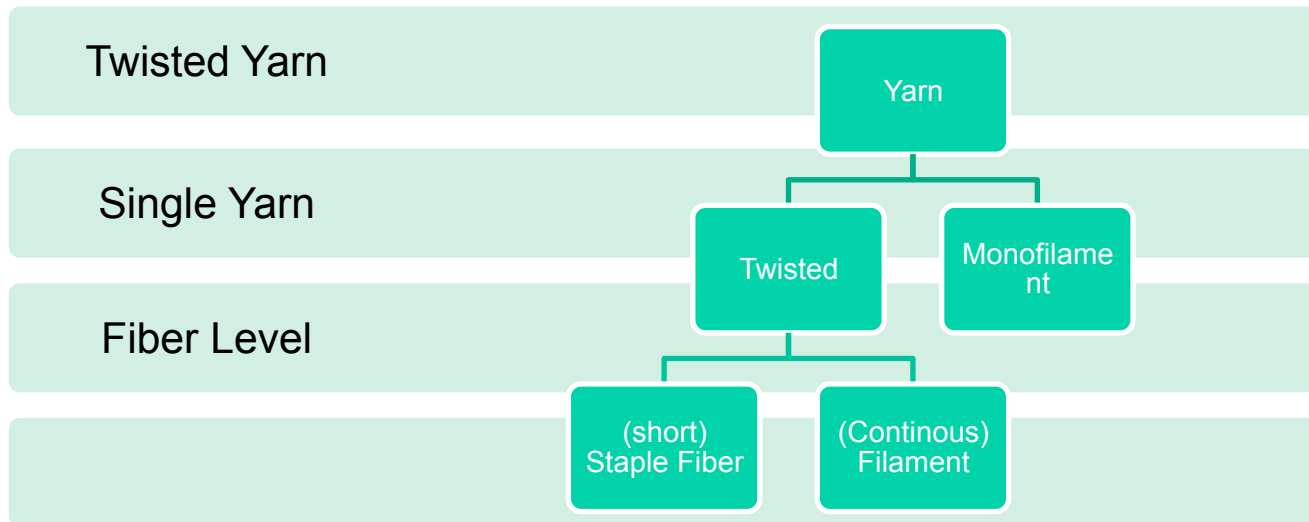 Twisted Yarn
Yarn
Single Yarn
Twisted
Monofilame
nt
Fiber Level
(short)
Staple Fiber
(Continous)
Filament